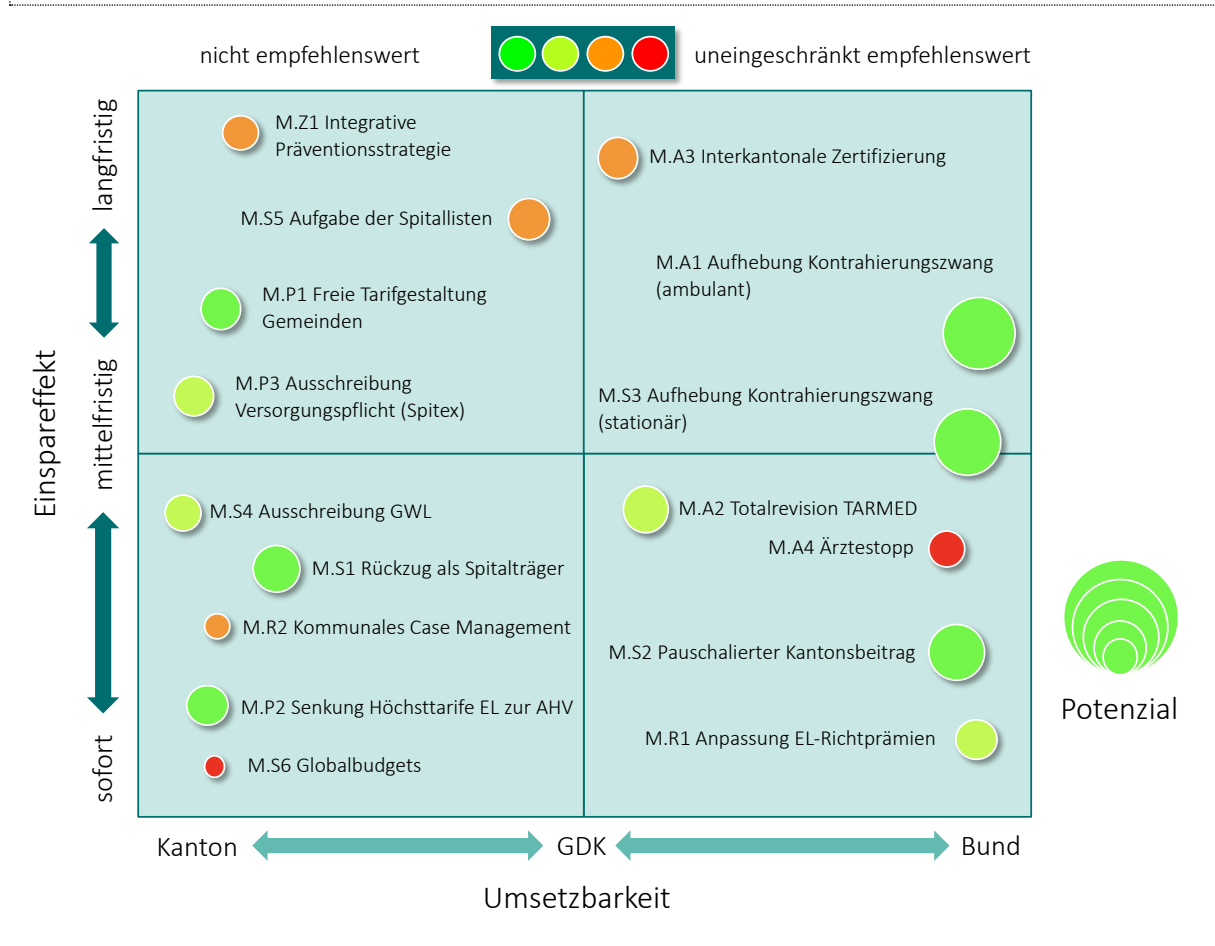 nicht empfehlenswert
uneingeschränkt empfehlenswert
langfristig
mittelfristig
sofort
Einspareffekt
M.Z1 Integrative
Präventionsstrategie
M.A3 Interkantonale Zertifizierung
M.S5 Aufgabe der Spitallisten
M.A1 Aufhebung Kontrahierungszwang
(ambulant)
M.P1 Freie Tarifgestaltung
Gemeinden
M.P3 Ausschreibung
Versorgungspflicht (Spitex)
M.S3 Aufhebung Kontrahierungszwang
(stationär)
M.S4 Ausschreibung GWL
M.A2 Totalrevision TARMED
M.A4 Ärztestopp
M.S1 Rückzug als Spitalträger
M.R2 Kommunales Case Management
M.S2 Pauschalierter Kantonsbeitrag
M.P2 Senkung Höchsttarife EL zur AHV
M.R1 Anpassung EL-Richtprämien
M.S6 Globalbudgets
Potenzial
Kanton
GDK
Bund
Umsetzbarkeit